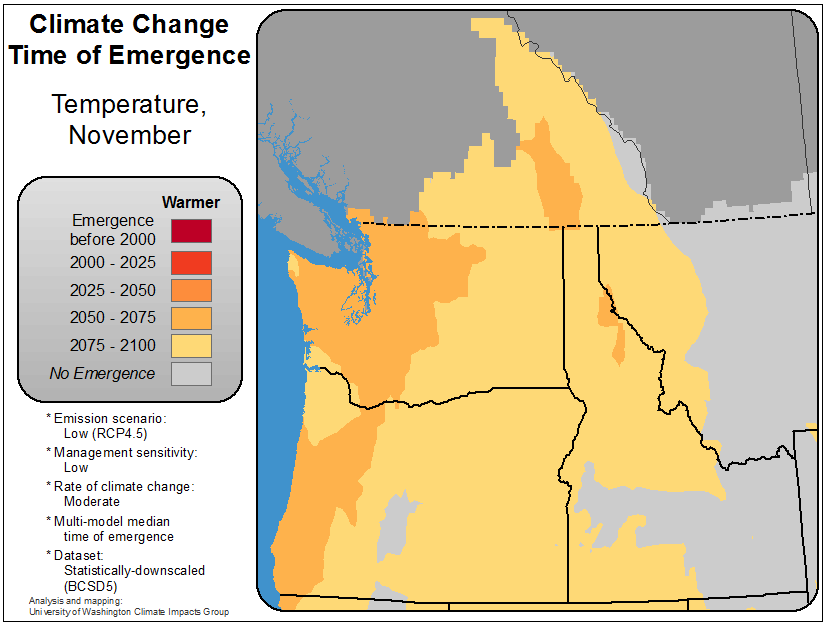 Climate Change
Time of Emergence
Temperature,
November
Warmer
Emergence
before 2000
2000 - 2025
2025 - 2050
2050 - 2075
2075 - 2100
No Emergence
* Emission scenario:
Low (RCP4.5)
* Management sensitivity:
Low
* Rate of climate change:
Moderate
* Multi-model median
time of emergence
* Dataset:
Statistically-downscaled
(BCSD5)
Analysis and mapping:
University of Washington Climate Impacts Group